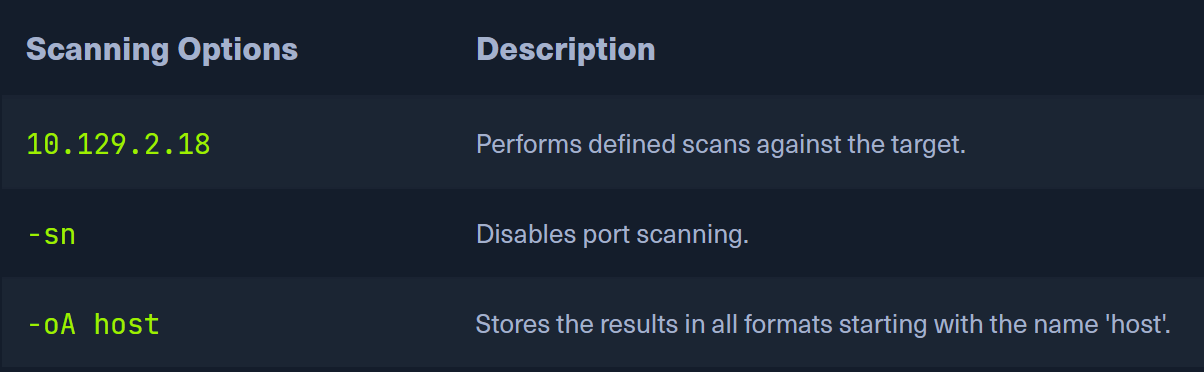 Scanning Options Description
10.129.2.18 Performs defined scans against the target.
-sn Disables port scanning.
-oA host Stores the results in all formats starting with the name 'host'.